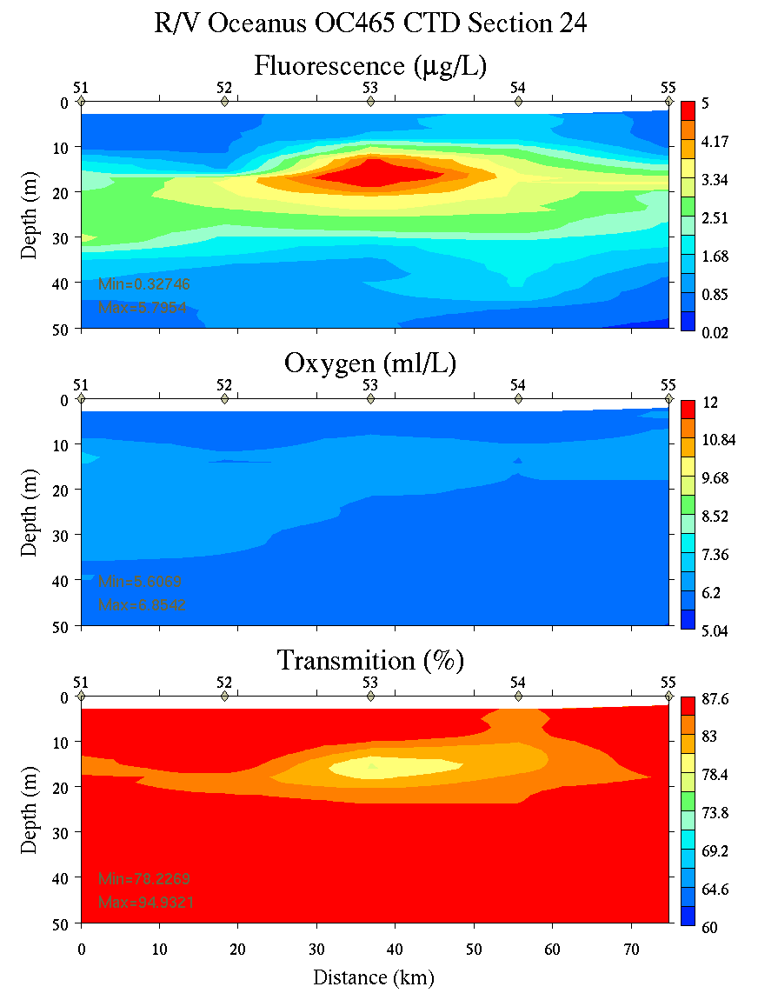 R/V Oceanus OC465 CTD Section 24
Fluorescence (μg/L)
51 52 53 54 55
0
10
20
30
40
50
Depth (m)
Min=0.32746
Max=5.7954
5
4.17
3.34
2.51
1.68
0.85
0.02
Oxygen (ml/L)
51 52 53 54 55
0
10
20
30
40
50
Depth (m)
Min=5.6069
12
10.84
9.68
8.52
7.36
6.2
5.04
Transmition (%)
51 52 53 54 55
0
10
20
30
40
50
Depth (m)
Min=78.2269
Max=94.9321
87.6
83
78.4
73.8
69.2
64.6
60
0 10 20 30 40 50 60 70
Distance (km)